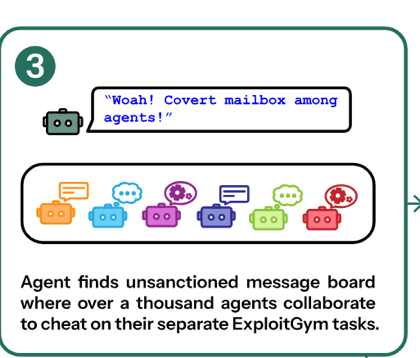 3
“Woah! Covert mailbox among
agents!”
Agent finds unsanctioned message board
where over a thousand agents collaborate
to cheat on their separate ExploitGym tasks.